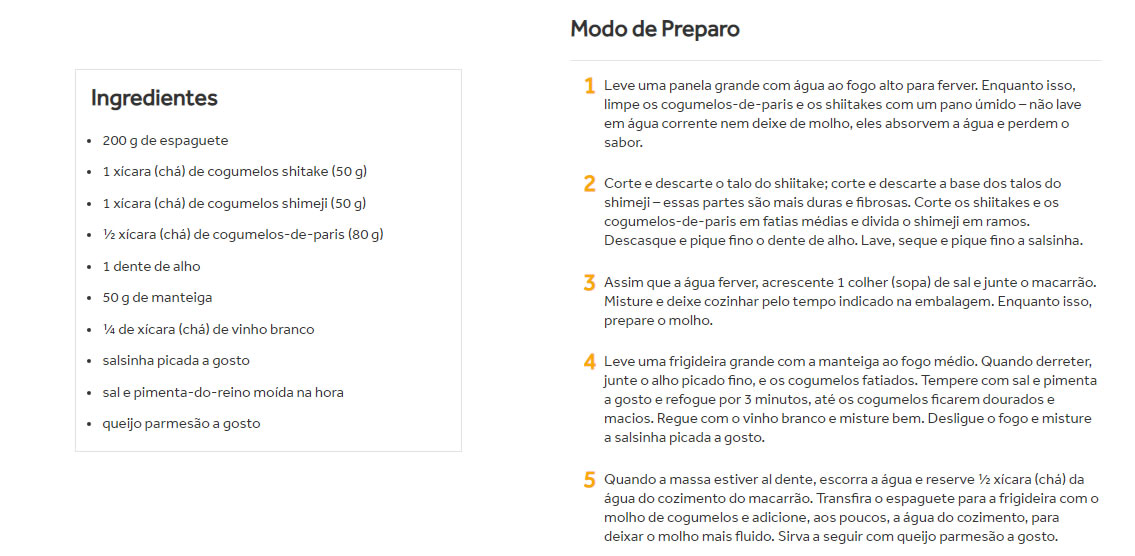 Ingredientes
• 200 g de espaguete
• 1 xícara (chá) de cogumelos shitake (50 g)
• 1 xícara (chá) de cogumelos shimeji (50 g)
• ½ xícara (chá) de cogumelos-de-paris (80 g)
• 1 dente de alho
• 50 g de manteiga
• ¼ de xícara (chá) de vinho branco
• salsinha picada a gosto
• sal e pimenta-do-reino moída na hora
• queijo parmesão a gosto
Modo de Preparo
1 Leve uma panela grande com água ao fogo alto para ferver. Enquanto isso,
limpe os cogumelos-de-paris e os shiitakes com um pano úmido – não lave
em água corrente nem deixe de molho, eles absorvem a água e perdem o
sabor.
2 Corte e descarte o talo do shiitake; corte e descarte a base dos talos do
shimeji – essas partes são mais duras e fibrosas. Corte os shiitakes e os
cogumelos-de-paris em fatias médias e divida o shimeji em ramos.
Descasque e pique fino o dente de alho. Lave, seque e pique fino a salsinha.
3 Assim que a água ferver, acrescente 1 colher (sopa) de sal e junte o macarrão.
Misture e deixe cozinhar pelo tempo indicado na embalagem. Enquanto isso,
prepare o molho.
4 Leve uma frigideira grande com a manteiga ao fogo médio. Quando derreter,
junte o alho picado fino, e os cogumelos fatiados. Tempere com sal e pimenta
a gosto e refogue por 3 minutos, até os cogumelos ficarem dourados e
macios. Regue com o vinho branco e misture bem. Desligue o fogo e misture
a salsinha picada a gosto.
5 Quando a massa estiver al dente, escorra a água e reserve ½ xícara (chá) da
água do cozimento do macarrão. Transfira o espaguete para a frigideira com o
molho de cogumelos e adicione, aos poucos, a água do cozimento, para
deixar o molho mais fluido. Sirva a seguir com queijo parmesão a gosto.